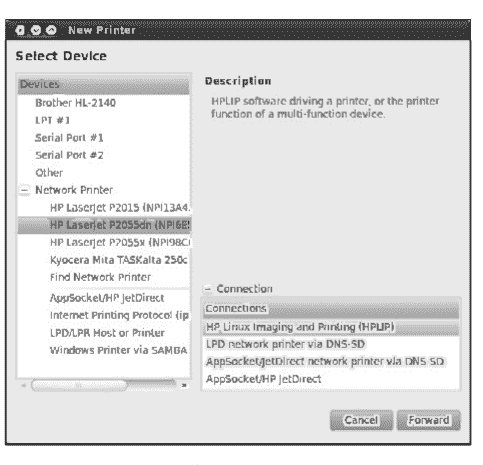 New Printer
Select Device
Devices
Brother HL-2140
LPT #1
Serial Port #1
Serial Port #2
Other
Network Printer
HP LaserJet P2015 (NPI13A4.
HP LaserJet P2055dn (NPI6E!
HP LaserJet P2055x (NPI98C
Kyocera Mita TASKalfa 250c
Find Network Printer
AppSocket/HP JetDirect
Internet Printing Protocol (ip
LPD/LPR Host or Printer
Windows Printer via SAMBA
Description
HPLIP software driving a printer, or the printer
function of a multi-function device.
Connection
Connections
HP Linux Imaging and Printing (HPLIP)
LPD network printer via DNS-SD
AppSocket/JetDirect network printer via DNS-SD
AppSocket/HP JetDirect
Cancel
Forward